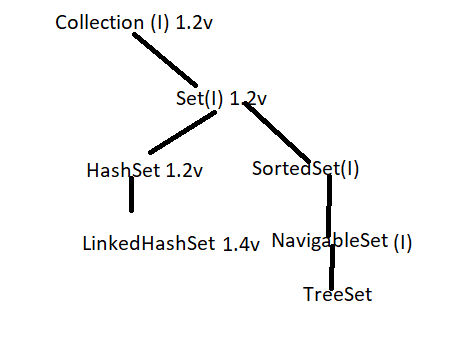 Collection (I) 1.2v
Set(I) 1.2v
HashSet 1.2v
SortedSet(I)
LinkedHashSet 1.4v
NavigableSet (I)
TreeSet